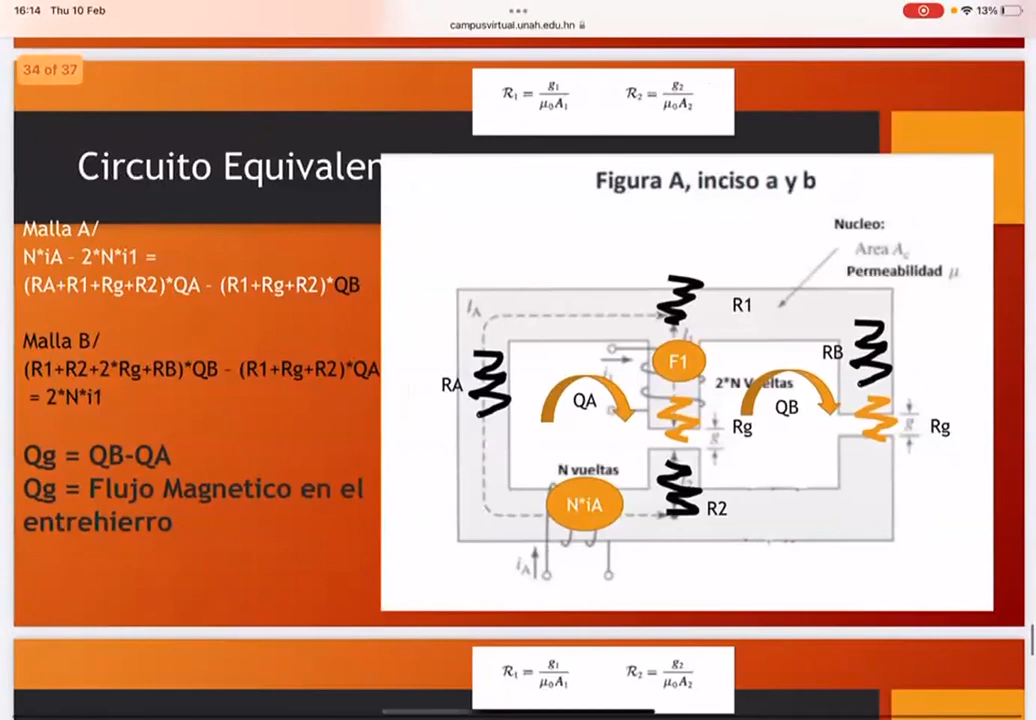 16:14 Thu 10 Feb
campusvirtual.unah.edu.hn
13%
34 of 37
R₁ = g₁/μ₀A₁ R₂ = g₂/μ₀A₂
Circuito Equivalen
Malla A/
N*iA – 2*N*i1 =
(RA+R1+Rg+R2)*QA – (R1+Rg+R2)*QB
Malla B/
(R1+R2+2*Rg+RB)*QB – (R1+Rg+R2)*QA
= 2*N*i1
Qg = QB-QA
Qg = Flujo Magnetico en el
entrehierro
Figura A, inciso a y b
Nucleo:
Area A_c
Permeabilidad μ
I_A
R1
F1
RB
RA
2*N Vueltas
QA
QB
Rg
g
Rg
g
N vueltas
N*iA
R2
i_A
R₁ = g₁/μ₀A₁ R₂ = g₂/μ₀A₂